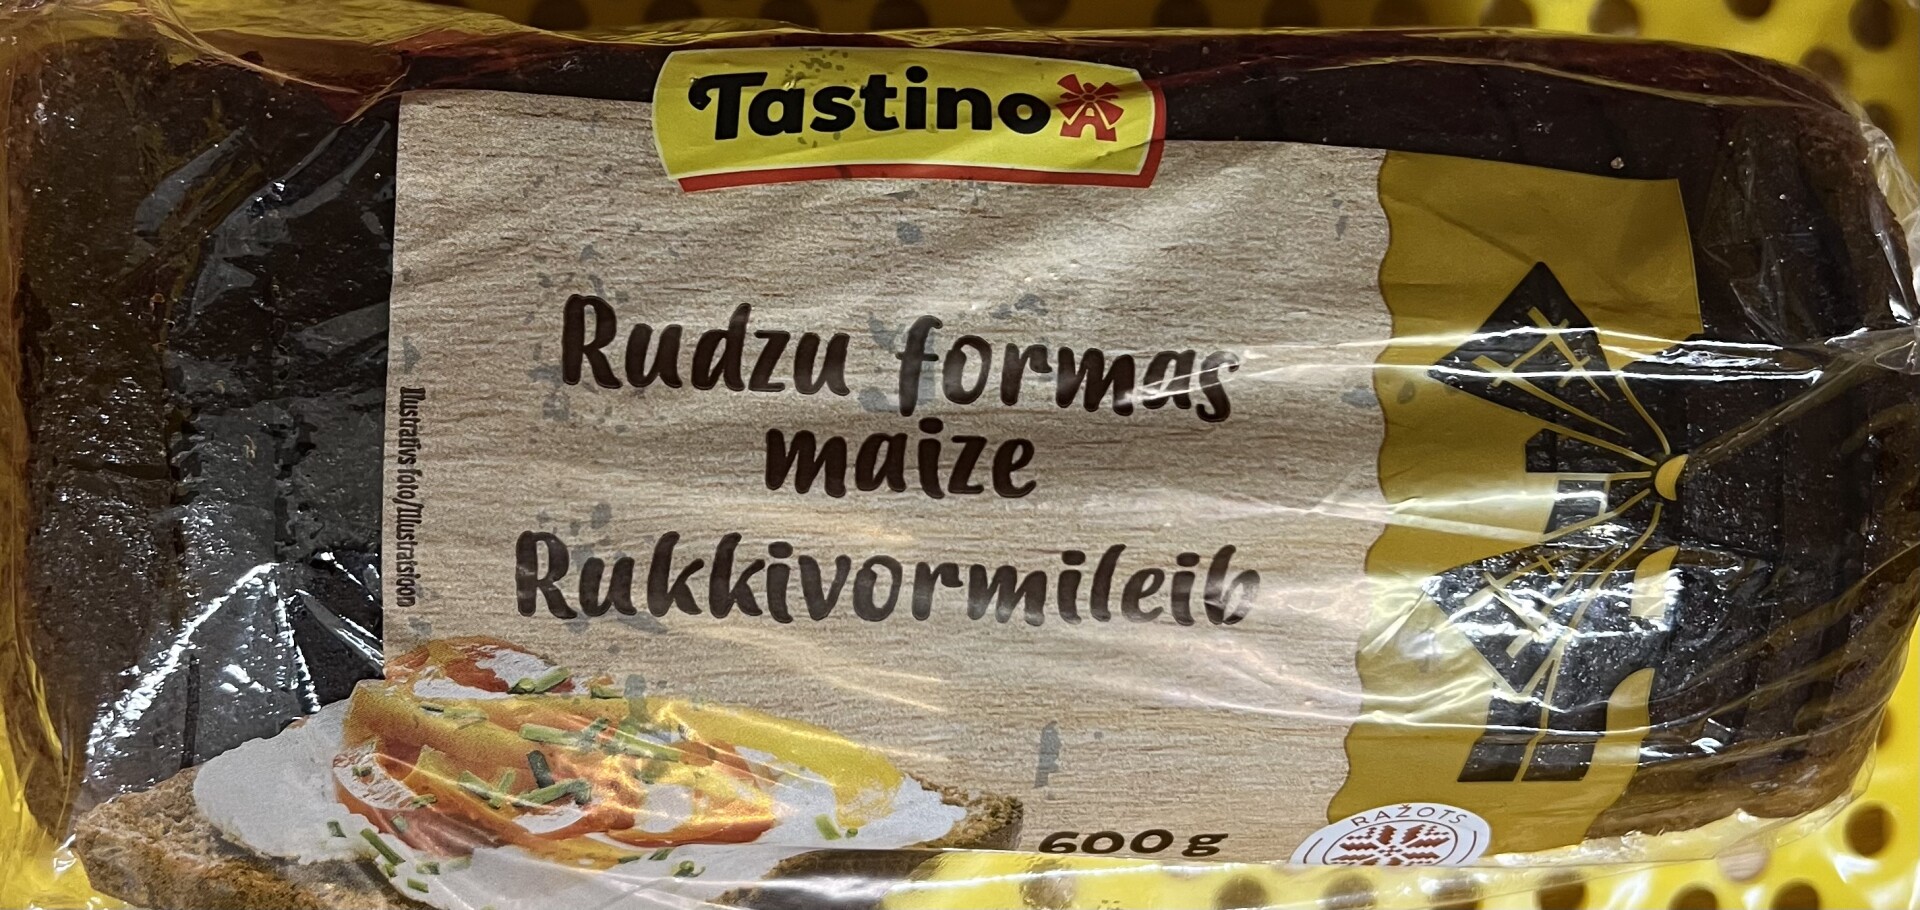 Tastino
Rudzu formas
maize
Rukkivormileib
Ilustratīvs foto/Illustratsioon
600 g
RAŽOTS